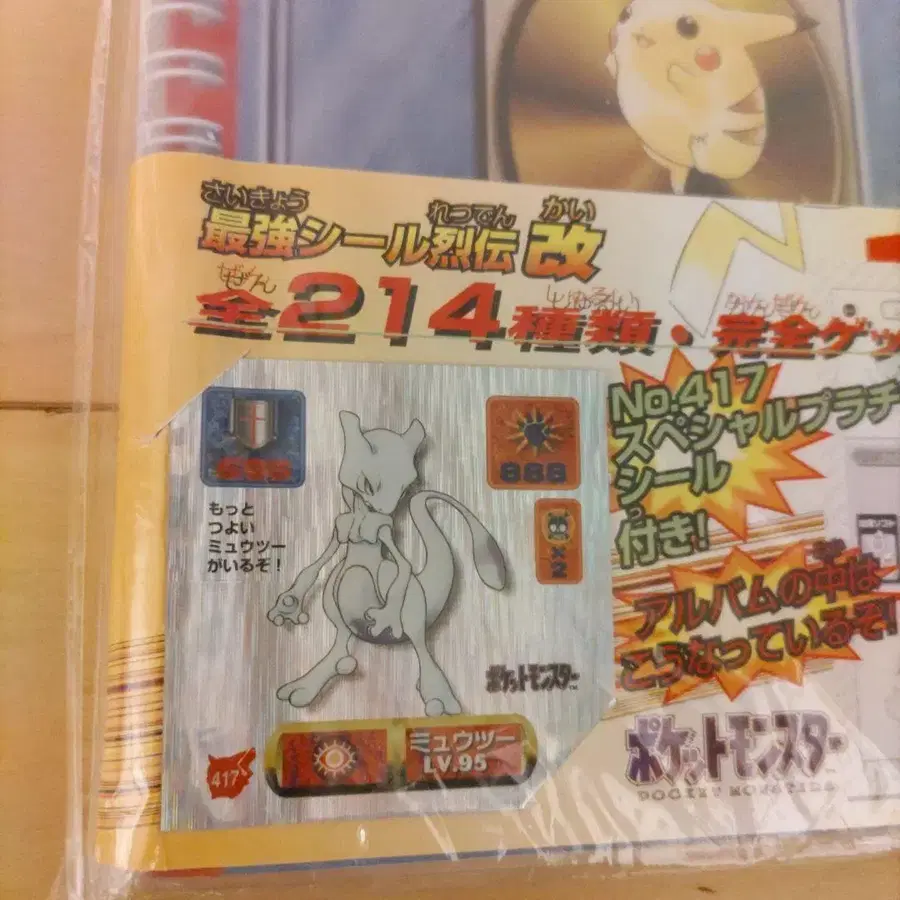 さいきょう れつでん かい
最強シール烈伝 改
ぜん しゅるい かんぜん
全214種類・完全ゲッ
No.417
スペシャルプラチ
シール
付き!
888
もっと
つよい
ミュウツー
がいるぞ!
×2
ポケットモンスター
TM
417
ミュウツー
LV.95
アルバムの中は
こうなっているぞ!
ポケットモンスター
POCKET MONSTERS